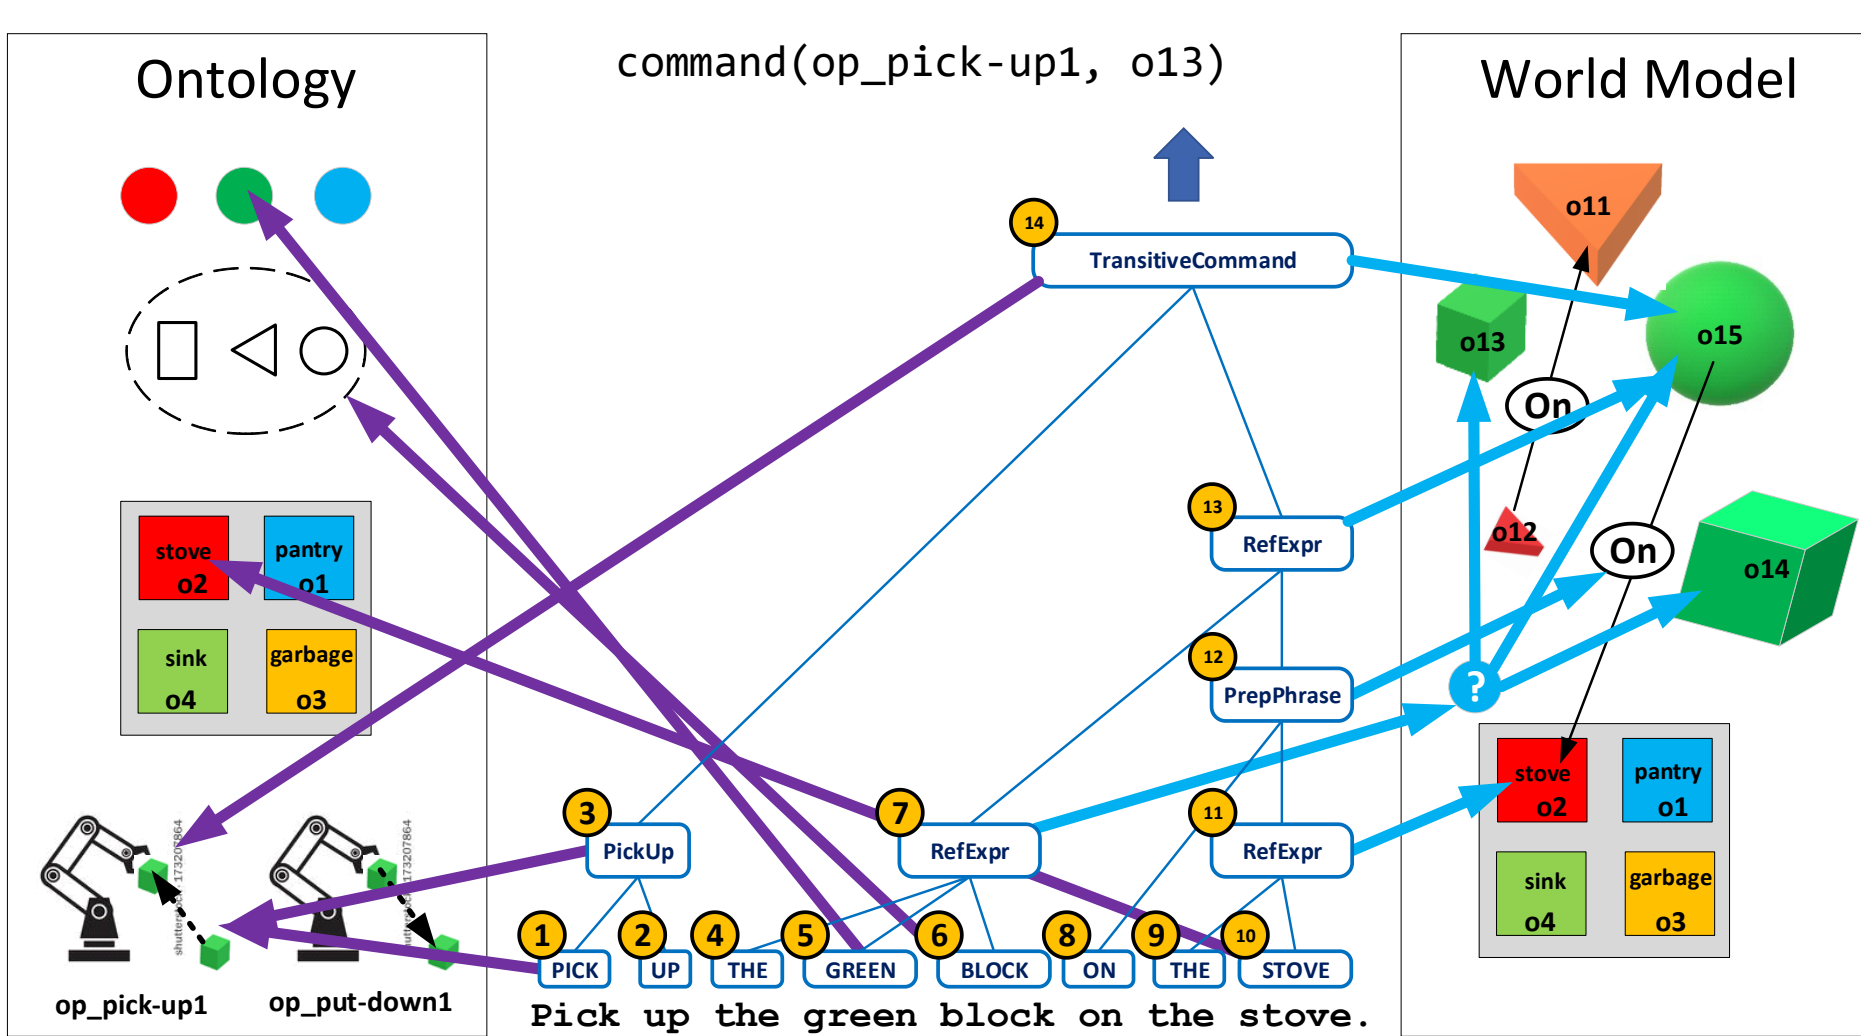 Ontology
command(op_pick-up1, o13)
World Model
14
TransitiveCommand
o11
o13
o15
On
13
RefExpr
o12
On
o14
stove
o2
pantry
o1
sink
o4
garbage
o3
12
PrepPhrase
?
stove
o2
pantry
o1
sink
o4
garbage
o3
3
PickUp
7
RefExpr
11
RefExpr
1
PICK
2
UP
4
THE
5
GREEN
6
BLOCK
8
ON
9
THE
10
STOVE
173207864
173207864
op_pick-up1
op_put-down1
Pick up the green block on the stove.